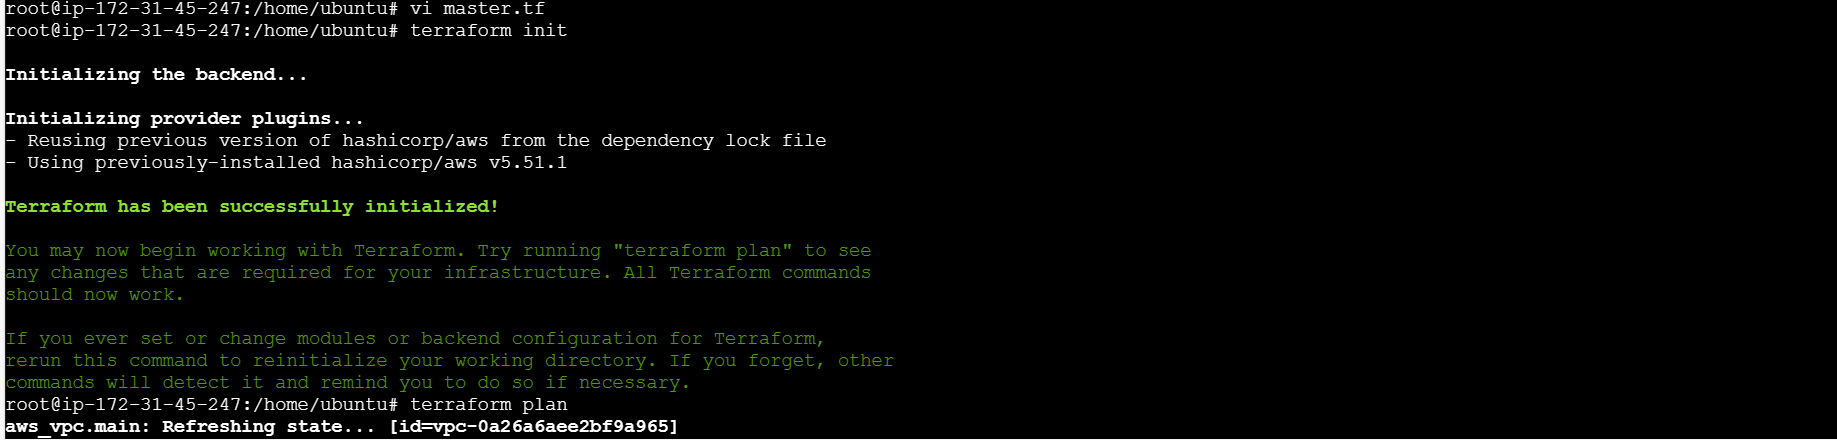 root@ip-172-31-45-247:/home/ubuntu# vi master.tf
root@ip-172-31-45-247:/home/ubuntu# terraform init
Initializing the backend...
Initializing provider plugins...
- Reusing previous version of hashicorp/aws from the dependency lock file
- Using previously-installed hashicorp/aws v5.51.1
Terraform has been successfully initialized!
You may now begin working with Terraform. Try running "terraform plan" to see
any changes that are required for your infrastructure. All Terraform commands
should now work.
If you ever set or change modules or backend configuration for Terraform,
rerun this command to reinitialize your working directory. If you forget, other
commands will detect it and remind you to do so if necessary.
root@ip-172-31-45-247:/home/ubuntu# terraform plan
aws_vpc.main: Refreshing state... [id=vpc-0a26a6aee2bf9a965]